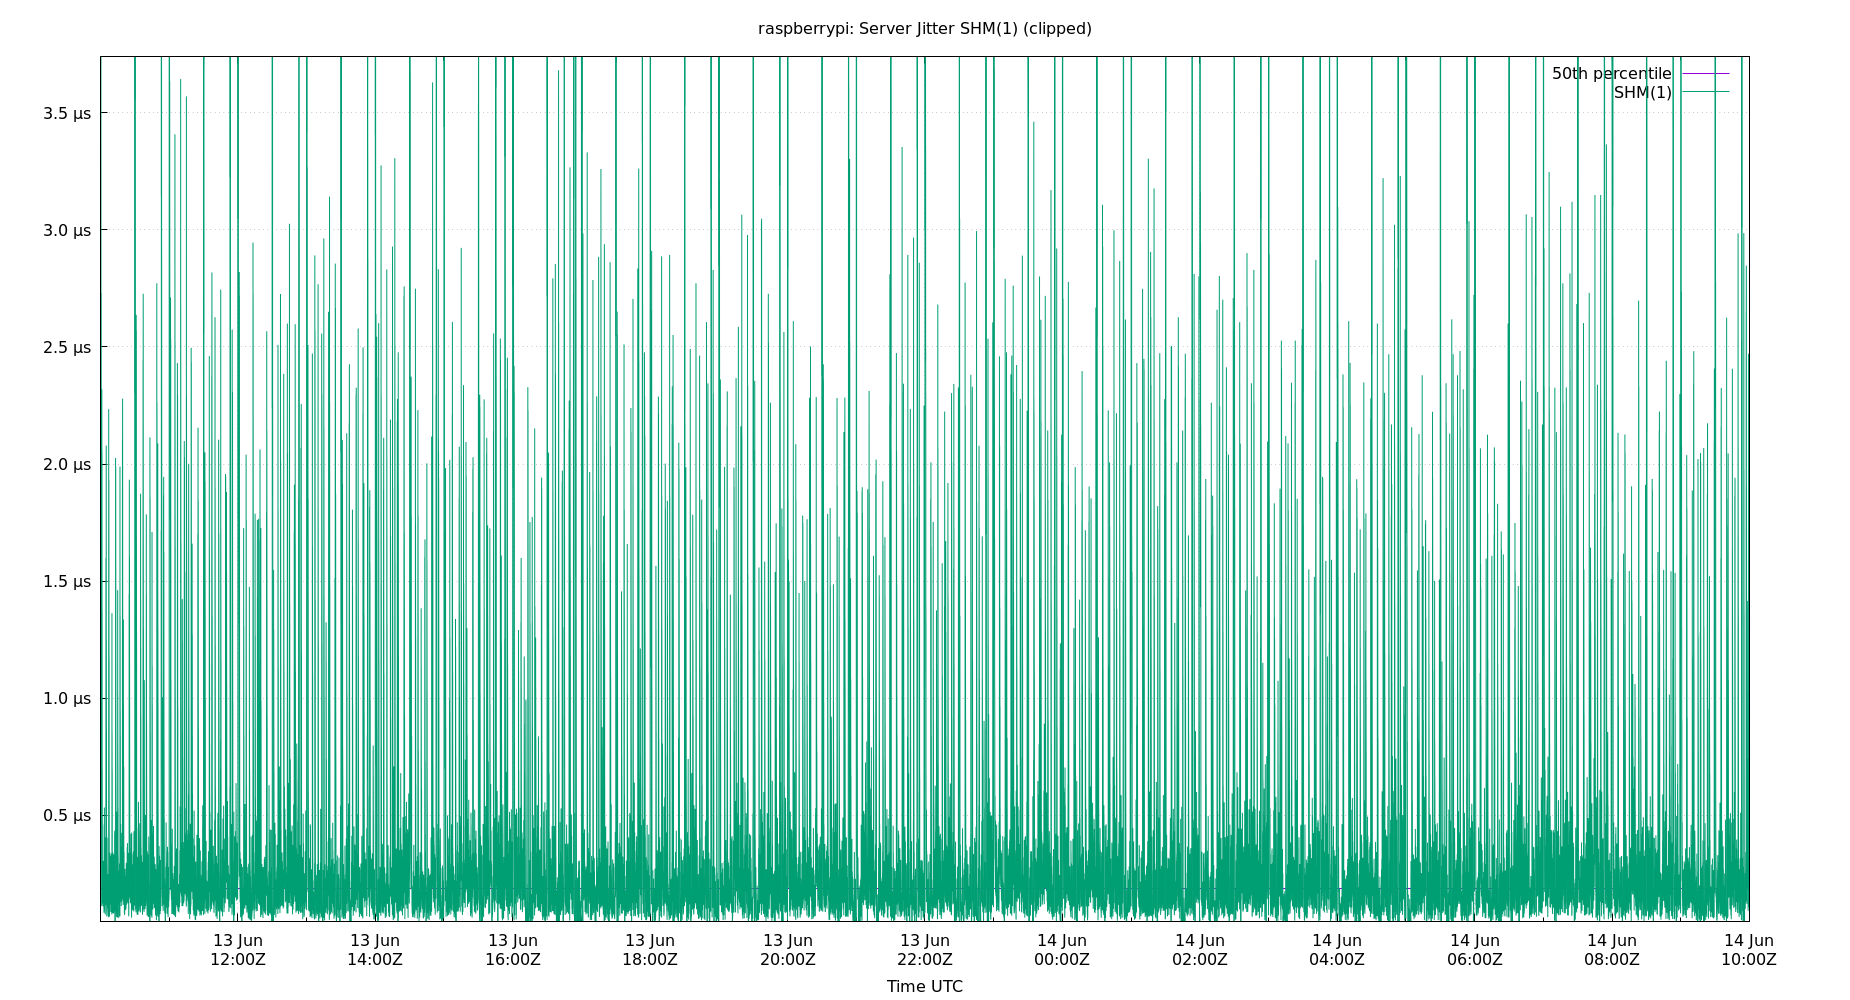 raspberrypi: Server Jitter SHM(1) (clipped)
50th percentile
SHM(1)
3.5 µs
3.0 µs
2.5 µs
2.0 µs
1.5 µs
1.0 µs
0.5 µs
13 Jun 13 Jun 13 Jun 13 Jun 13 Jun 13 Jun 14 Jun 14 Jun 14 Jun 14 Jun 14 Jun 14 Jun
12:00Z 14:00Z 16:00Z 18:00Z 20:00Z 22:00Z 00:00Z 02:00Z 04:00Z 06:00Z 08:00Z 10:00Z
Time UTC